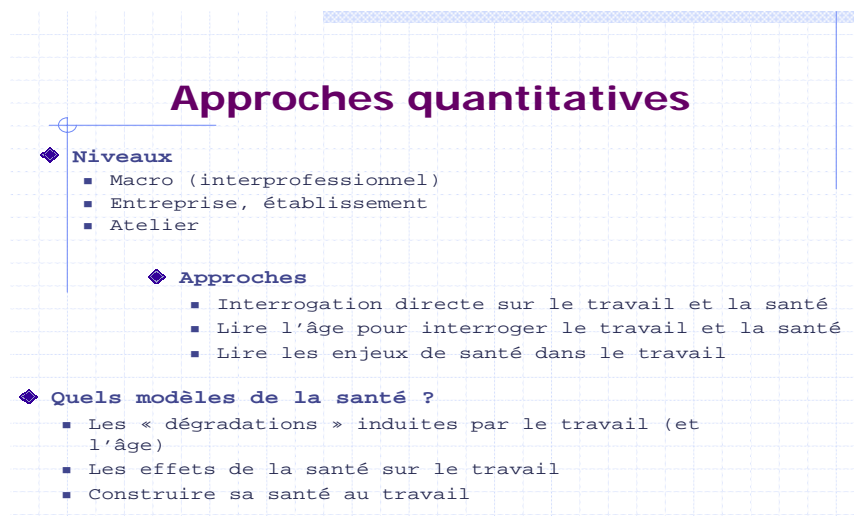 Approches quantitatives
Niveaux
Macro (interprofessionnel)
Entreprise, établissement
Atelier
Approches
Interrogation directe sur le travail et la santé
Lire l’âge pour interroger le travail et la santé
Lire les enjeux de santé dans le travail
Quels modèles de la santé ?
Les « dégradations » induites par le travail (et
l’âge)
Les effets de la santé sur le travail
Construire sa santé au travail